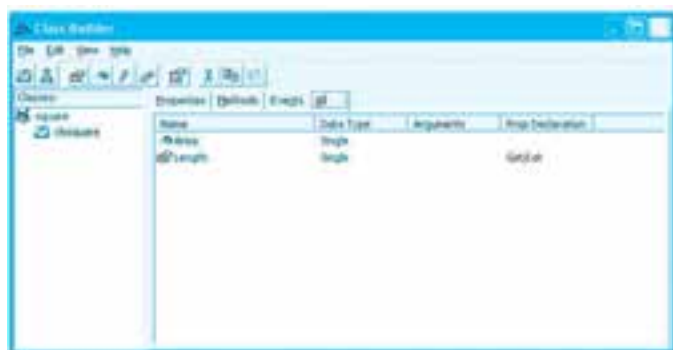 Class Builder
File Edit View Help
Classes:
Properties Methods Events All
square
clssquare
Name Data Type Arguments Prop Declaration
Area Single
Length Single Get/Let